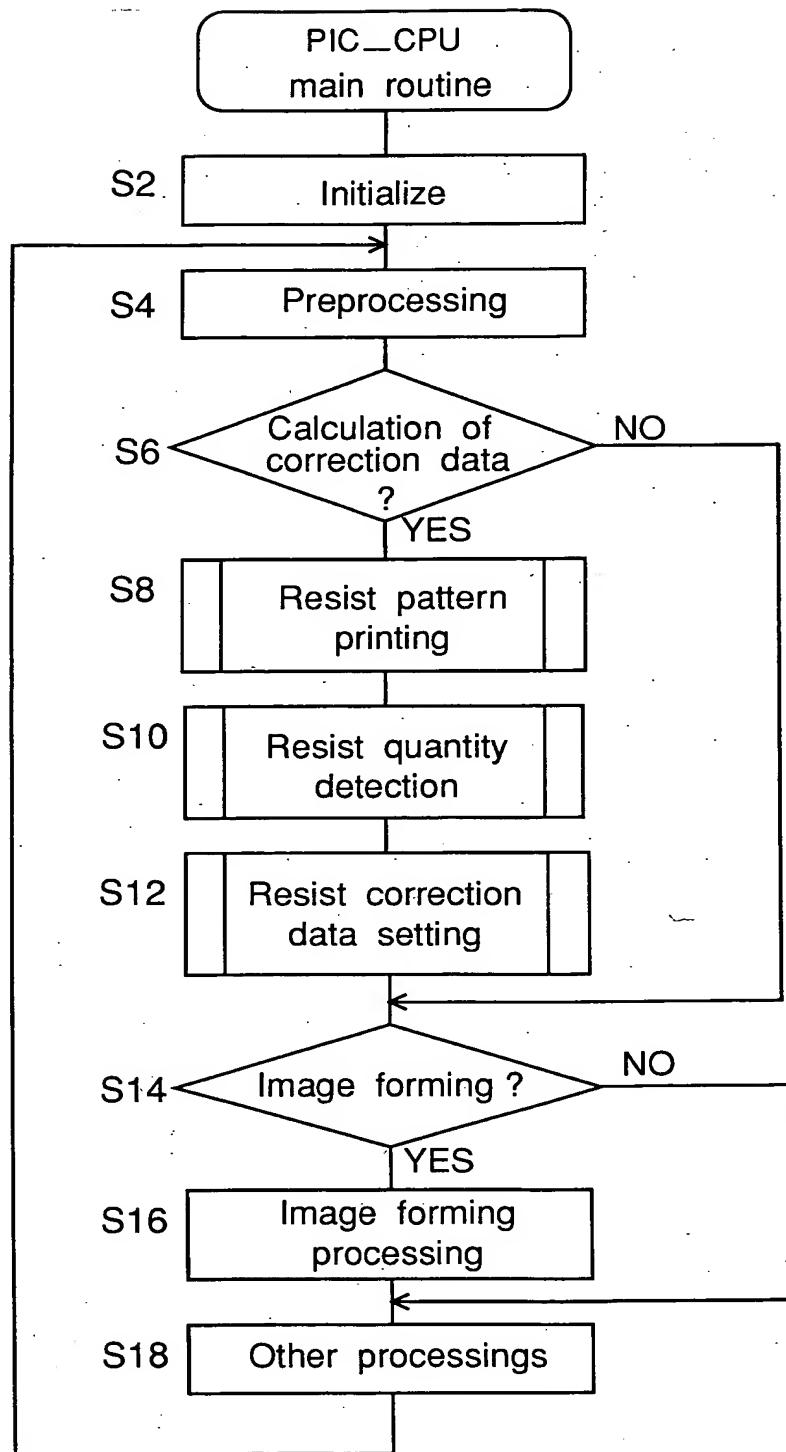 PIC_CPU
main routine
S2
Initialize
S4
Preprocessing
S6
Calculation of
correction data
?
NO
YES
S8
Resist pattern
printing
S10
Resist quantity
detection
S12
Resist correction
data setting
S14
Image forming ?
NO
YES
S16
Image forming
processing
S18
Other processings